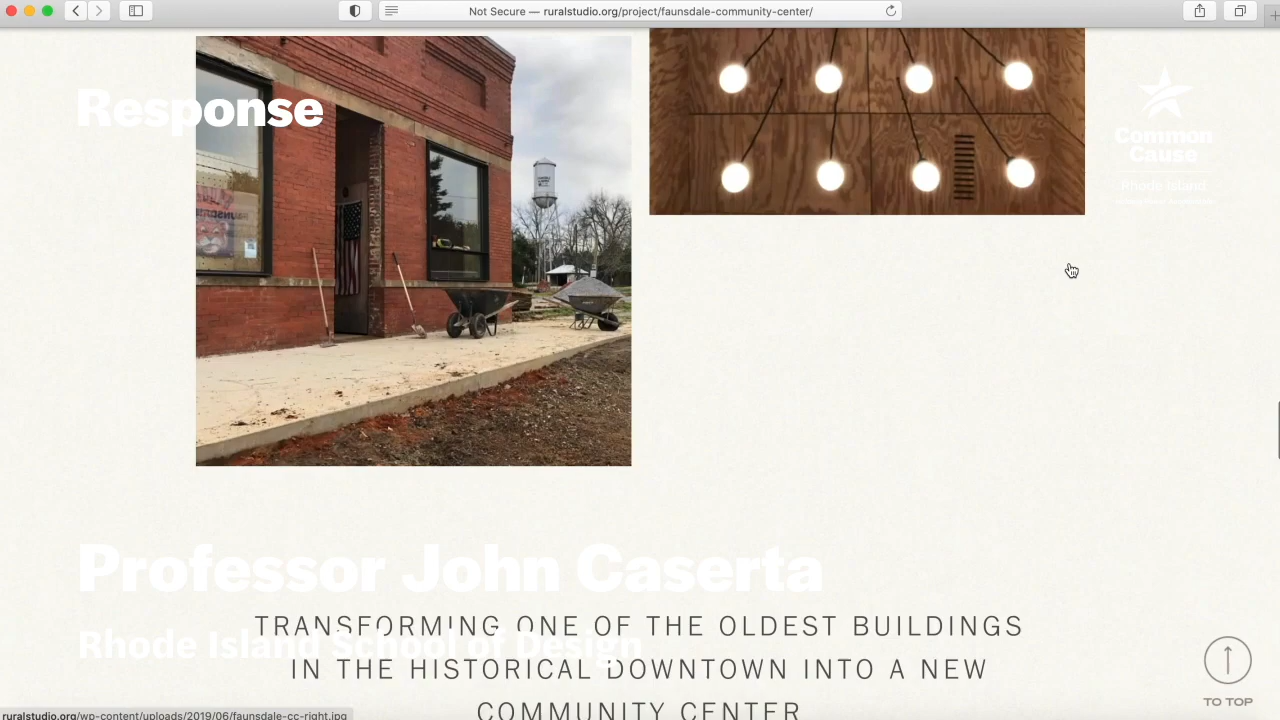 Not Secure — ruralstudio.org/project/faunsdale-community-center/
Response
Common
Cause
Rhode Island
Professor John Caserta
TRANSFORMING ONE OF THE OLDEST BUILDINGS
Rhode Island School of Design
IN THE HISTORICAL DOWNTOWN INTO A NEW
COMMUNITY CENTER
TO TOP
ruralstudio.org/wp-content/uploads/2019/06/faunsdale-cc-right.jpg